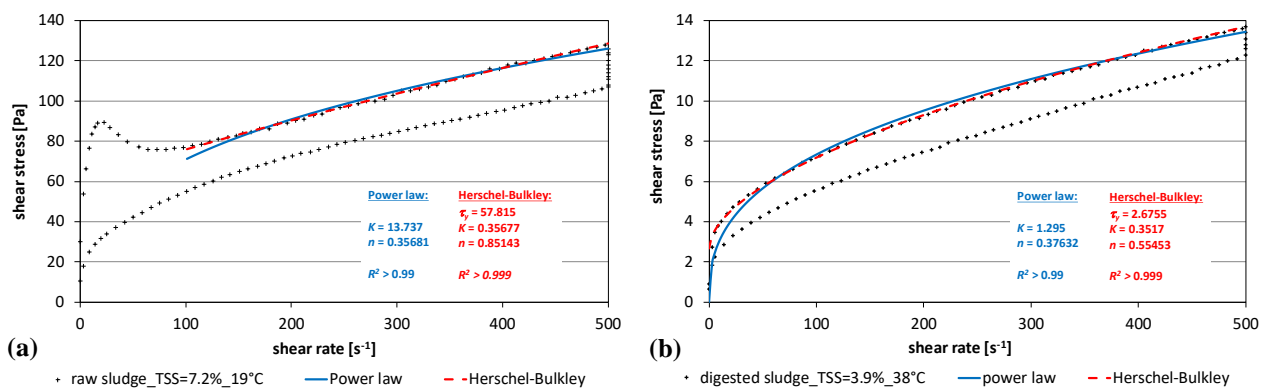 140
120
100
80
60
40
20
0
shear stress [Pa]
Power law:
K = 13.737
n = 0.35681
R² > 0.99
Herschel-Bulkley:
τy = 57.815
K = 0.35677
n = 0.85143
R² > 0.999
0 100 200 300 400 500
shear rate [s⁻¹]
(a)
raw sludge_TSS=7.2%_19°C Power law Herschel-Bulkley
14
12
10
8
6
4
2
0
shear stress [Pa]
Power law:
K = 1.295
n = 0.37632
R² > 0.99
Herschel-Bulkley:
τy = 2.6755
K = 0.3517
n = 0.55453
R² > 0.999
0 100 200 300 400 500
shear rate [s⁻¹]
(b)
digested sludge_TSS=3.9%_38°C power law Herschel-Bulkley